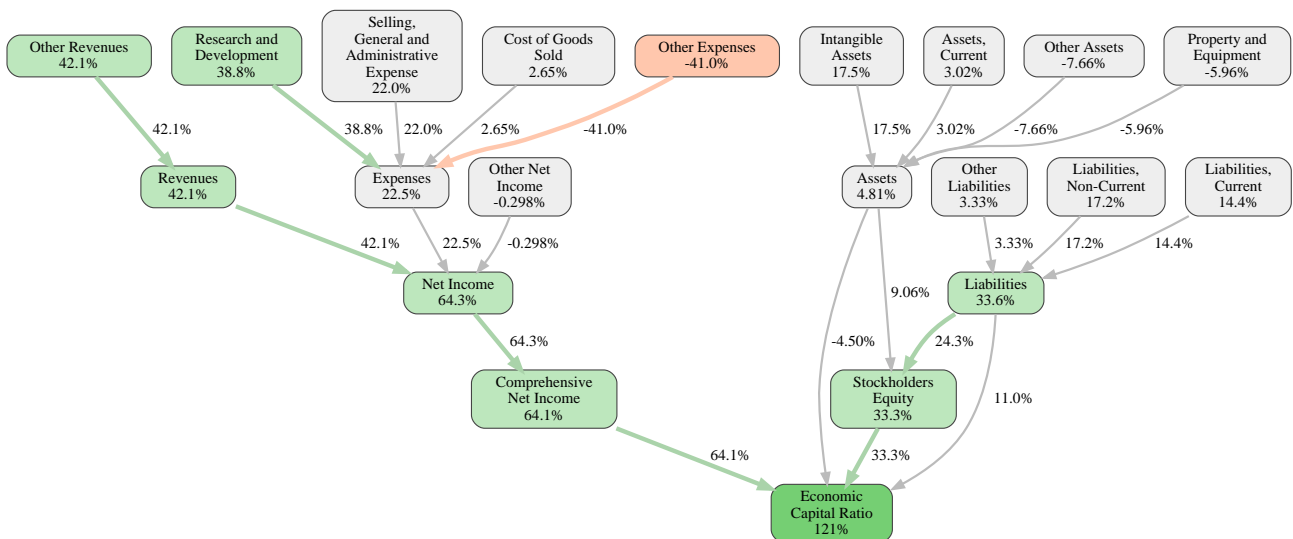 Other Revenues
42.1%
Research and
Development
38.8%
Selling,
General and
Administrative
Expense
22.0%
Cost of Goods
Sold
2.65%
Other Expenses
-41.0%
Intangible
Assets
17.5%
Assets,
Current
3.02%
Other Assets
-7.66%
Property and
Equipment
-5.96%
42.1%
38.8%
22.0%
2.65%
-41.0%
17.5%
3.02%
-7.66%
-5.96%
Revenues
42.1%
Expenses
22.5%
Other Net
Income
-0.298%
Assets
4.81%
Other
Liabilities
3.33%
Liabilities,
Non-Current
17.2%
Liabilities,
Current
14.4%
42.1%
22.5%
-0.298%
3.33%
17.2%
14.4%
Net Income
64.3%
9.06%
Liabilities
33.6%
64.3%
-4.50%
24.3%
Comprehensive
Net Income
64.1%
Stockholders
Equity
33.3%
11.0%
64.1%
33.3%
Economic
Capital Ratio
121%